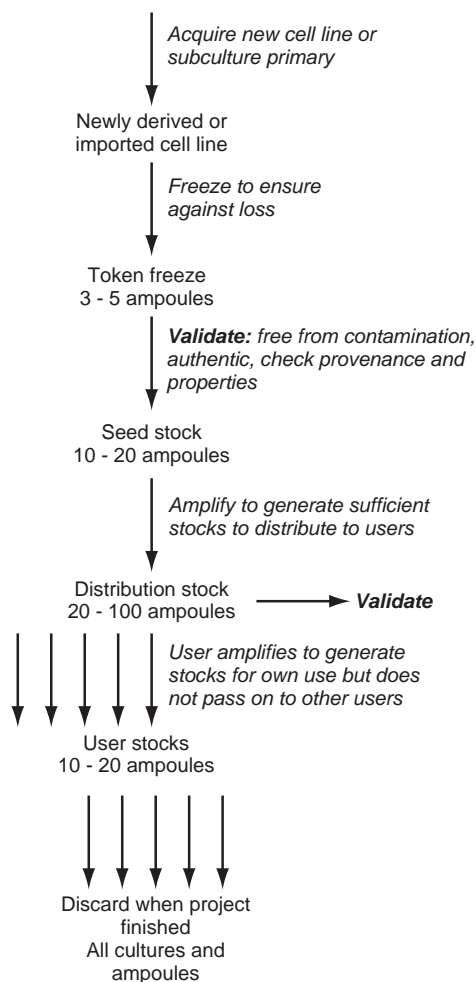 Acquire new cell line or
subculture primary
Newly derived or
imported cell line
Freeze to ensure
against loss
Token freeze
3 - 5 ampoules
Validate: free from contamination,
authentic, check provenance and
properties
Seed stock
10 - 20 ampoules
Amplify to generate sufficient
stocks to distribute to users
Distribution stock
20 - 100 ampoules
Validate
User amplifies to generate
stocks for own use but does
not pass on to other users
User stocks
10 - 20 ampoules
Discard when project
finished
All cultures and
ampoules